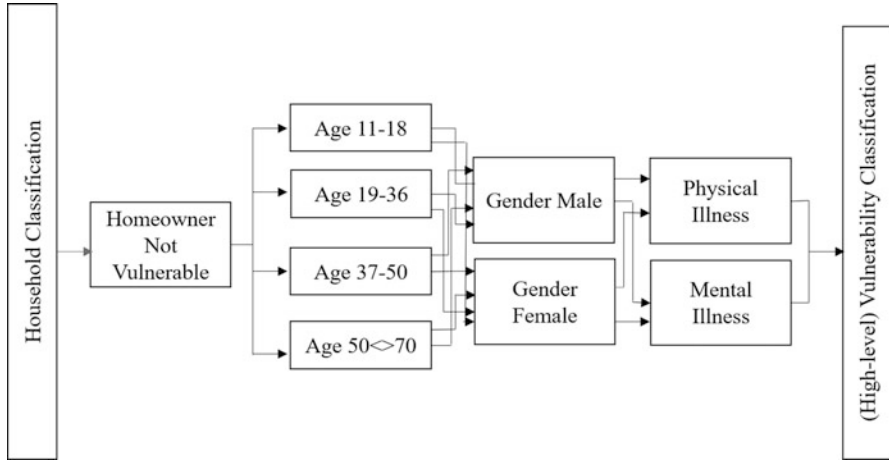 Household Classification
Homeowner
Not
Vulnerable
Age 11-18
Age 19-36
Age 37-50
Age 50<>70
Gender Male
Gender
Female
Physical
Illness
Mental
Illness
(High-level) Vulnerability Classification